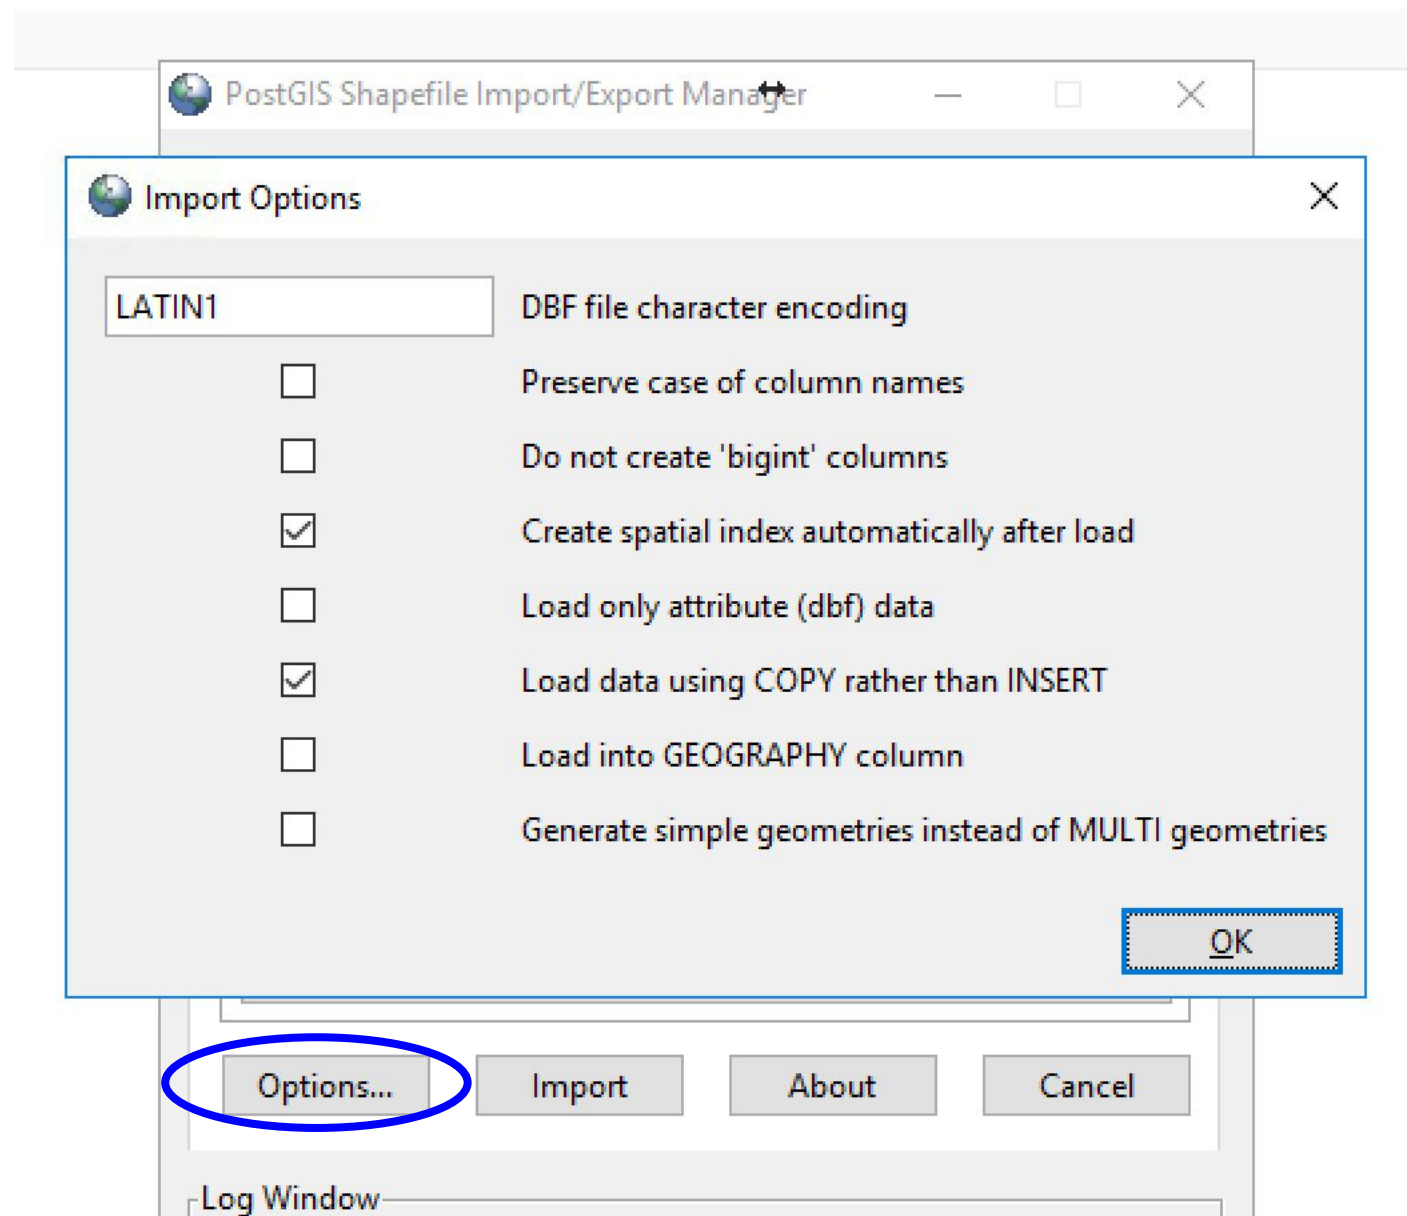 PostGIS Shapefile Import/Export Manager
Import Options
LATIN1 DBF file character encoding
Preserve case of column names
Do not create 'bigint' columns
Create spatial index automatically after load
Load only attribute (dbf) data
Load data using COPY rather than INSERT
Load into GEOGRAPHY column
Generate simple geometries instead of MULTI geometries
OK
Options... Import About Cancel
Log Window